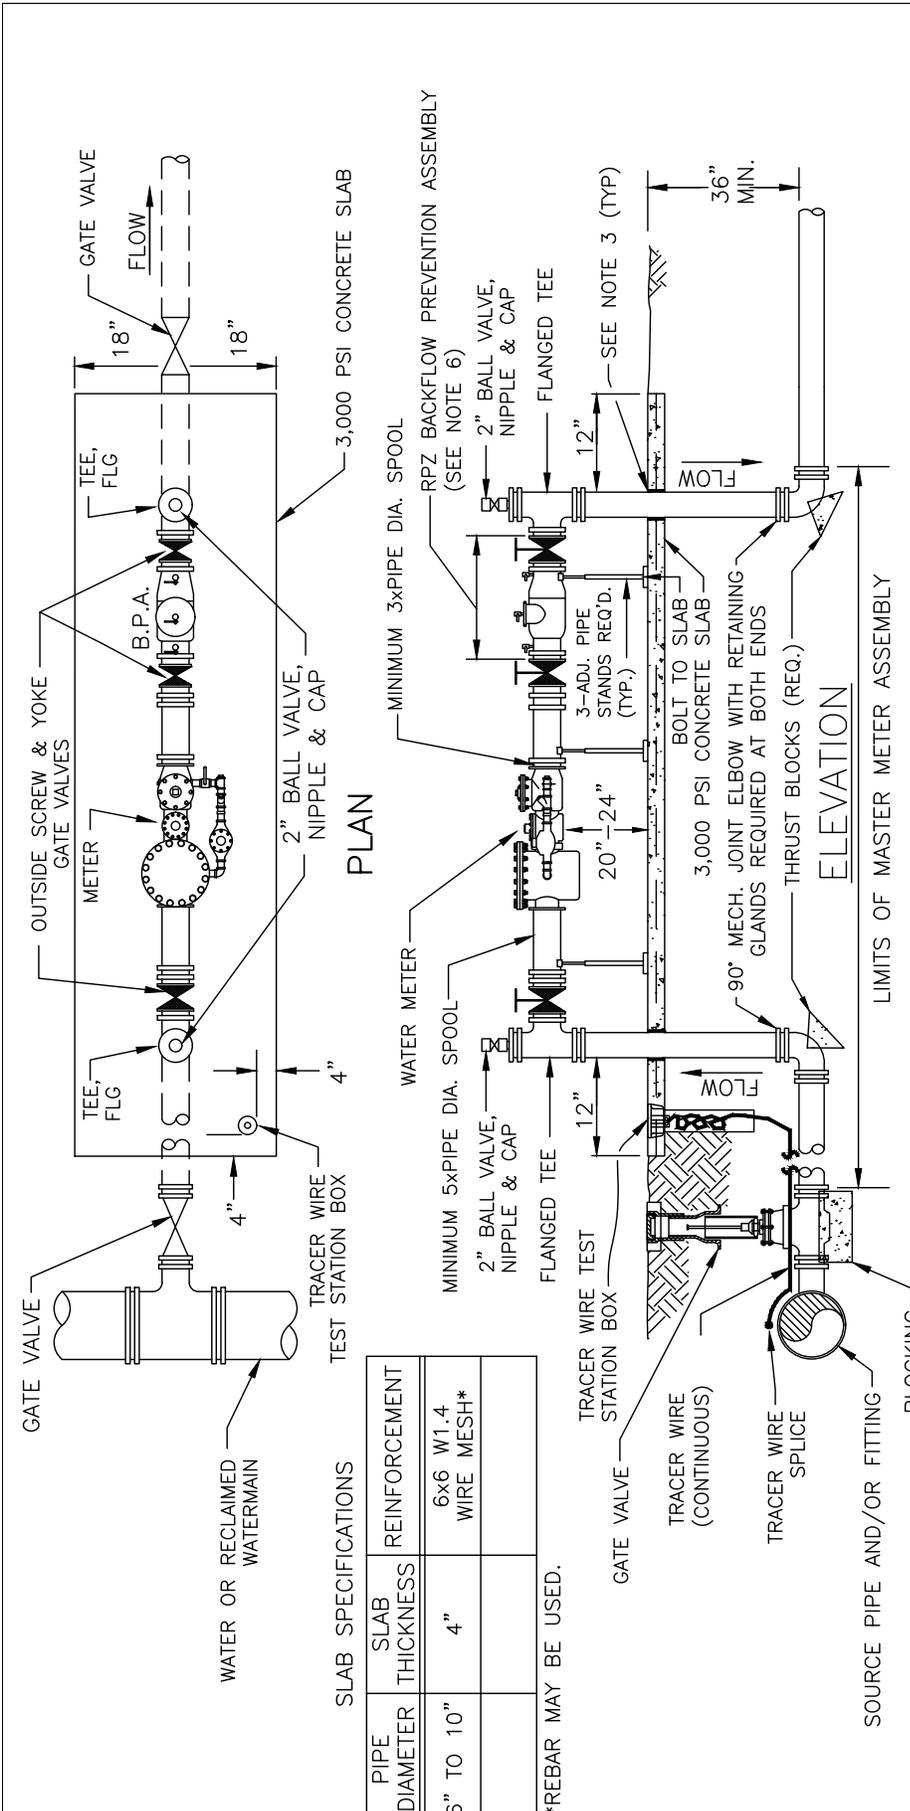 GATE VALVE
WATER OR RECLAIMED
WATERMAIN
TEE,
FLG
4"
4"
TRACER WIRE
TEST STATION BOX
METER
OUTSIDE SCREW & YOKE
GATE VALVES
B.P.A.
TEE,
FLG
2" BALL VALVE,
NIPPLE & CAP
PLAN
18"
18"
FLOW
GATE VALVE
3,000 PSI CONCRETE SLAB
SLAB SPECIFICATIONS
PIPE
DIAMETER
SLAB
THICKNESS
REINFORCEMENT
TO 10"
4"
6x6 W1.4
WIRE MESH*
*REBAR MAY BE USED.
WATER METER
MINIMUM 5xPIPE DIA. SPOOL
2" BALL VALVE,
NIPPLE & CAP
FLANGED TEE
MINIMUM 3xPIPE DIA. SPOOL
RPZ BACKFLOW PREVENTION ASSEMBLY
(SEE NOTE 6)
2" BALL VALVE,
NIPPLE & CAP
FLANGED TEE
12"
12"
SEE NOTE 3 (TYP)
36"
MIN.
FLOW
FLOW
20"-24"
3-ADJ. PIPE
STANDS REQ'D.
(TYP.)
BOLT TO SLAB
3,000 PSI CONCRETE SLAB
90° MECH. JOINT ELBOW WITH RETAINING
GLANDS REQUIRED AT BOTH ENDS
THRUST BLOCKS (REQ.)
ELEVATION
LIMITS OF MASTER METER ASSEMBLY
TRACER WIRE TEST
STATION BOX
GATE VALVE
TRACER WIRE
(CONTINUOUS)
TRACER WIRE
SPLICE
SOURCE PIPE AND/OR FITTING